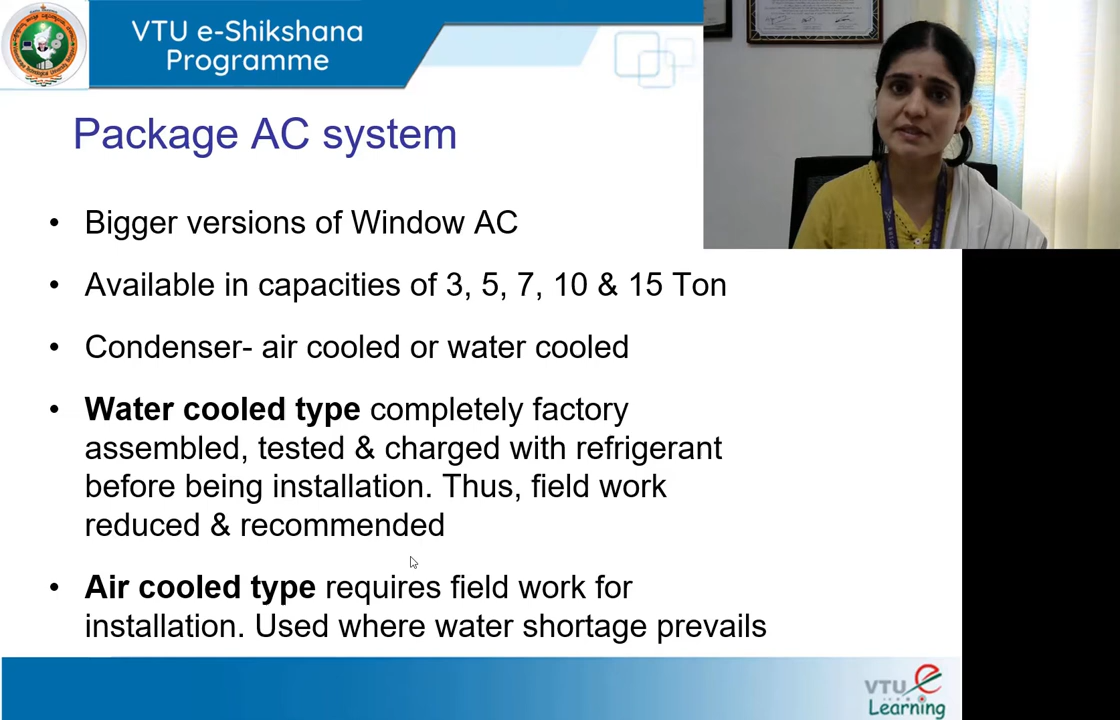 VTU e-Shikshana
Programme
Package AC system
• Bigger versions of Window AC
• Available in capacities of 3, 5, 7, 10 & 15 Ton
• Condenser- air cooled or water cooled
• Water cooled type completely factory
assembled, tested & charged with refrigerant
before being installation. Thus, field work
reduced & recommended
• Air cooled type requires field work for
installation. Used where water shortage prevails
VTU e
Learning